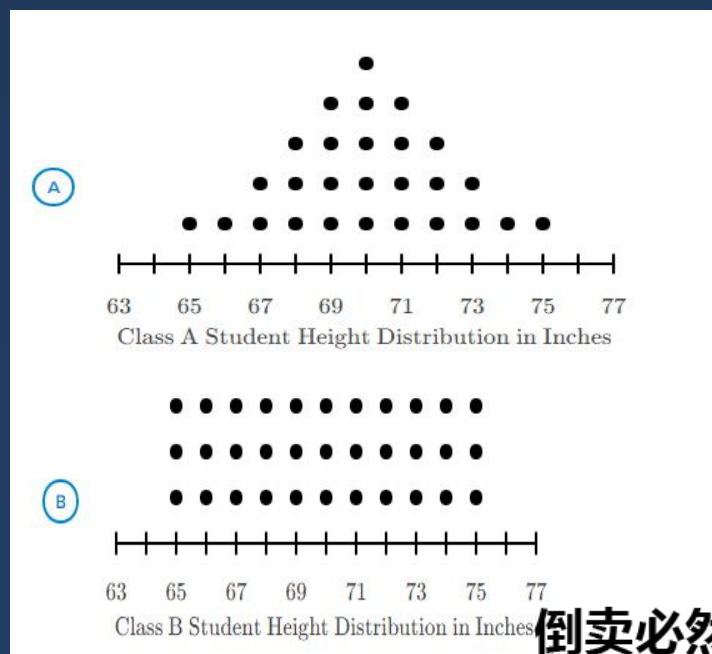 A
63 65 67 69 71 73 75 77
Class A Student Height Distribution in Inches
B
63 65 67 69 71 73 75 77
Class B Student Height Distribution in Inches
倒卖必然